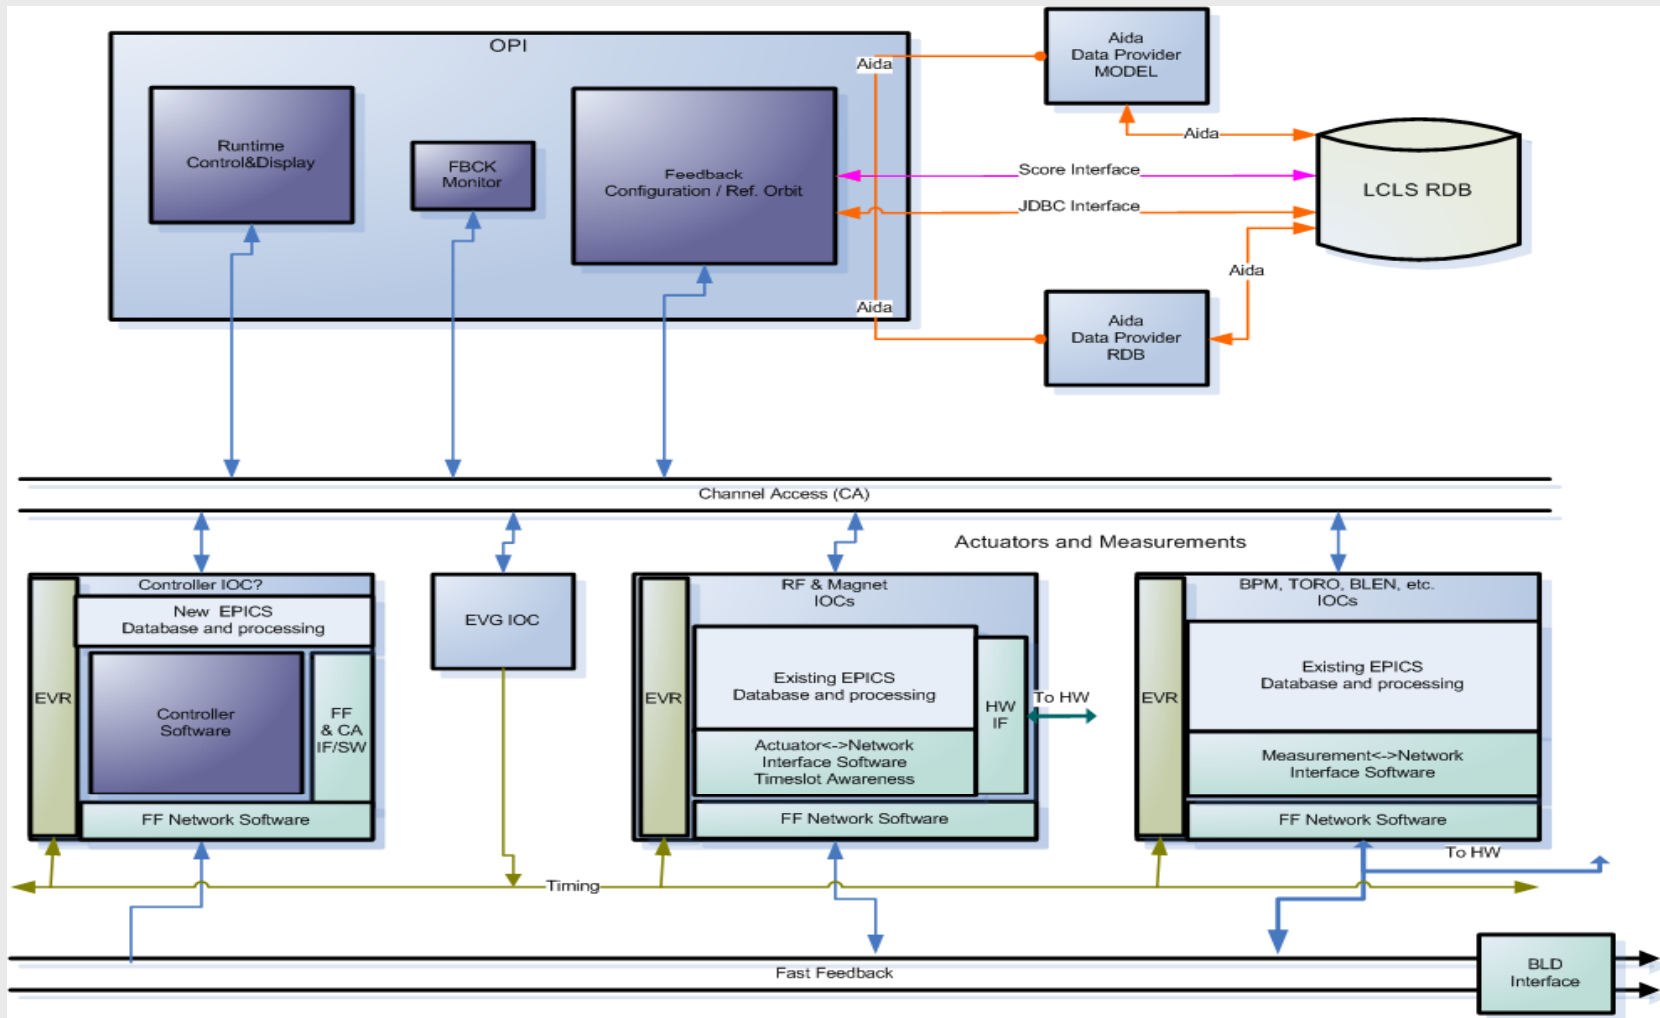 OPI
Runtime
Control&Display
FBCK
Monitor
Feedback
Configuration / Ref. Orbit
Aida
Aida
Data Provider
MODEL
Aida
Score Interface
JDBC Interface
LCLS RDB
Aida
Aida
Aida
Data Provider
RDB
Channel Access (CA)
Actuators and Measurements
Controller IOC?
New EPICS
Database and processing
EVR
Controller
Software
FF
& CA
IF/SW
FF Network Software
EVG IOC
RF & Magnet
IOCs
EVR
Existing EPICS
Database and processing
HW
IF
To HW
Actuator<->Network
Interface Software
Timeslot Awareness
FF Network Software
BPM, TORO, BLEN, etc.
IOCs
EVR
Existing EPICS
Database and processing
Measurement<->Network
Interface Software
FF Network Software
To HW
Timing
Fast Feedback
BLD
Interface